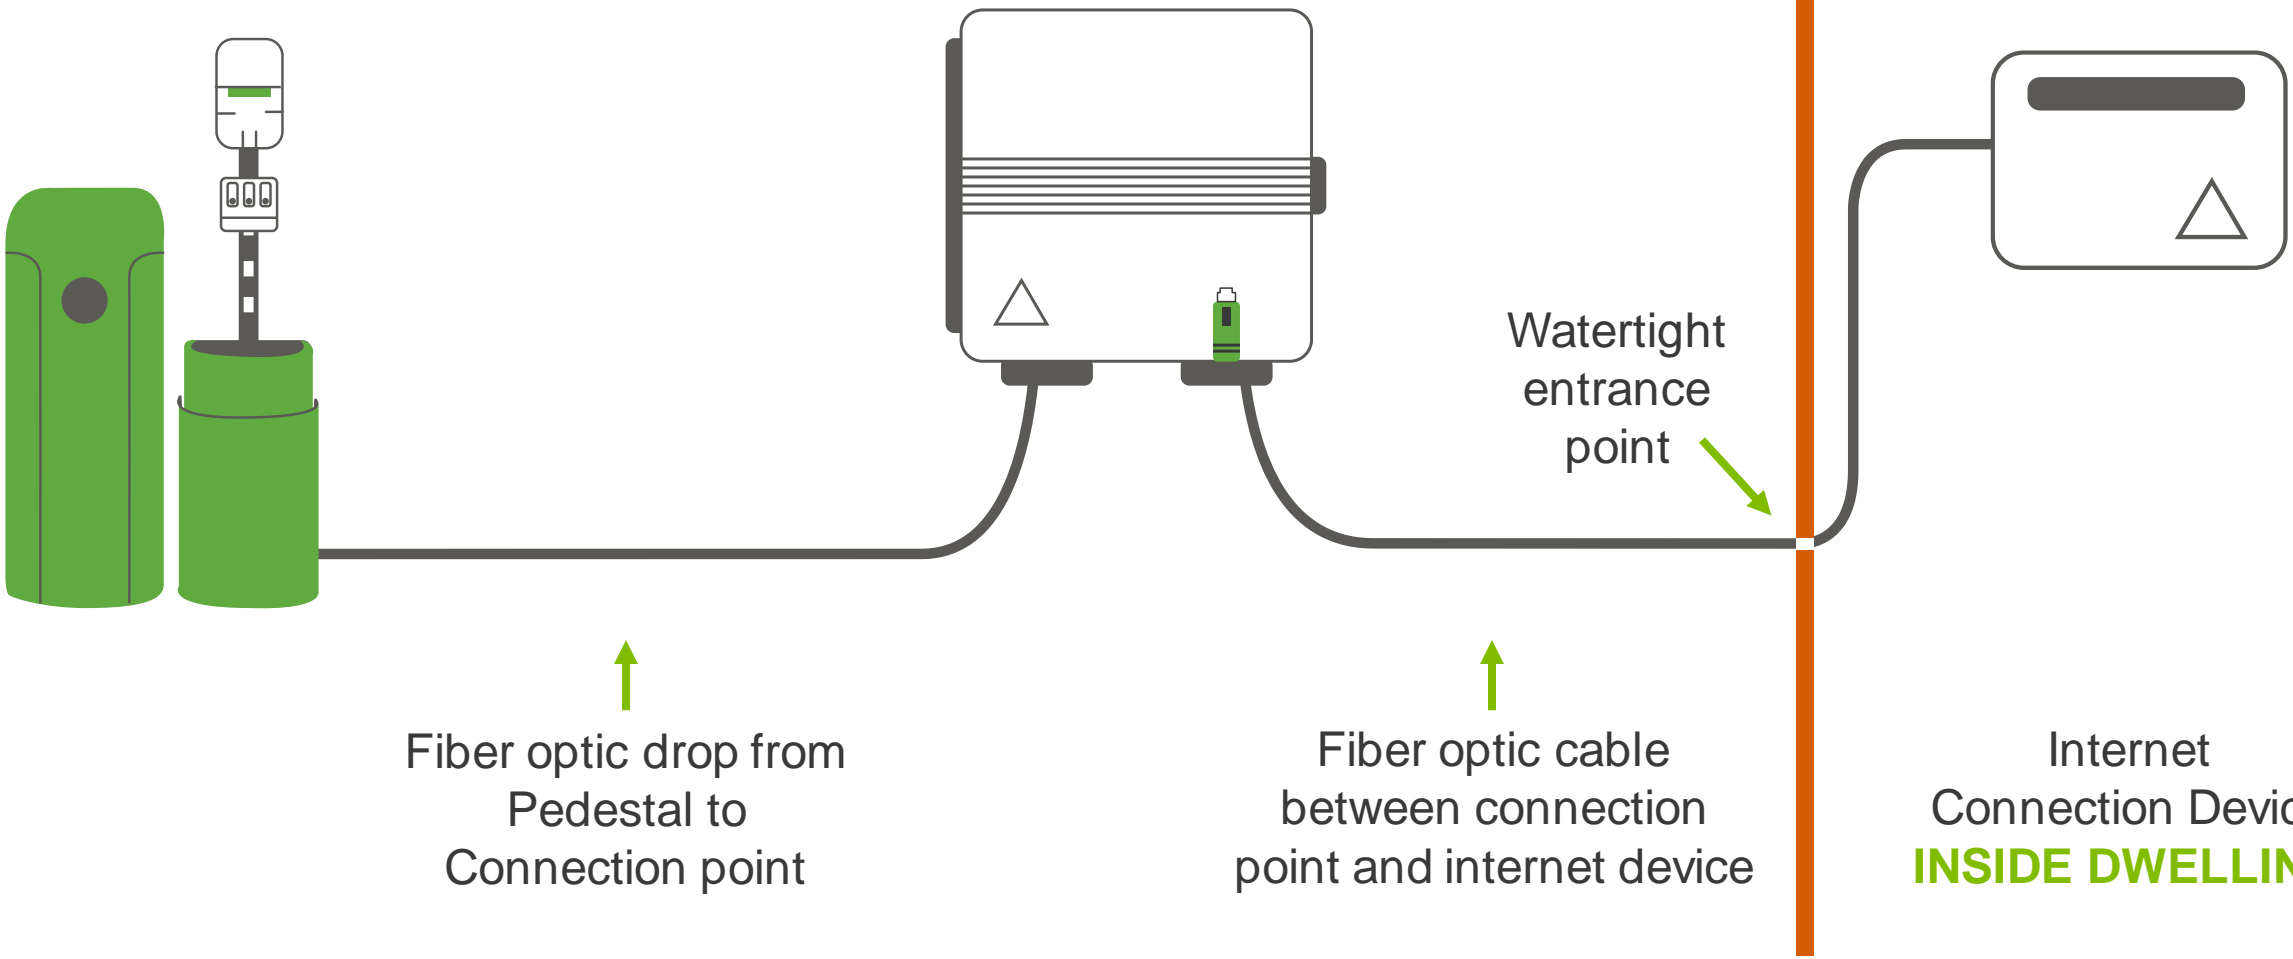 Watertight
entrance
point
Fiber optic drop from
Pedestal to
Connection point
Fiber optic cable
between connection
point and internet device
Internet
Connection Devic
INSIDE DWELLIN